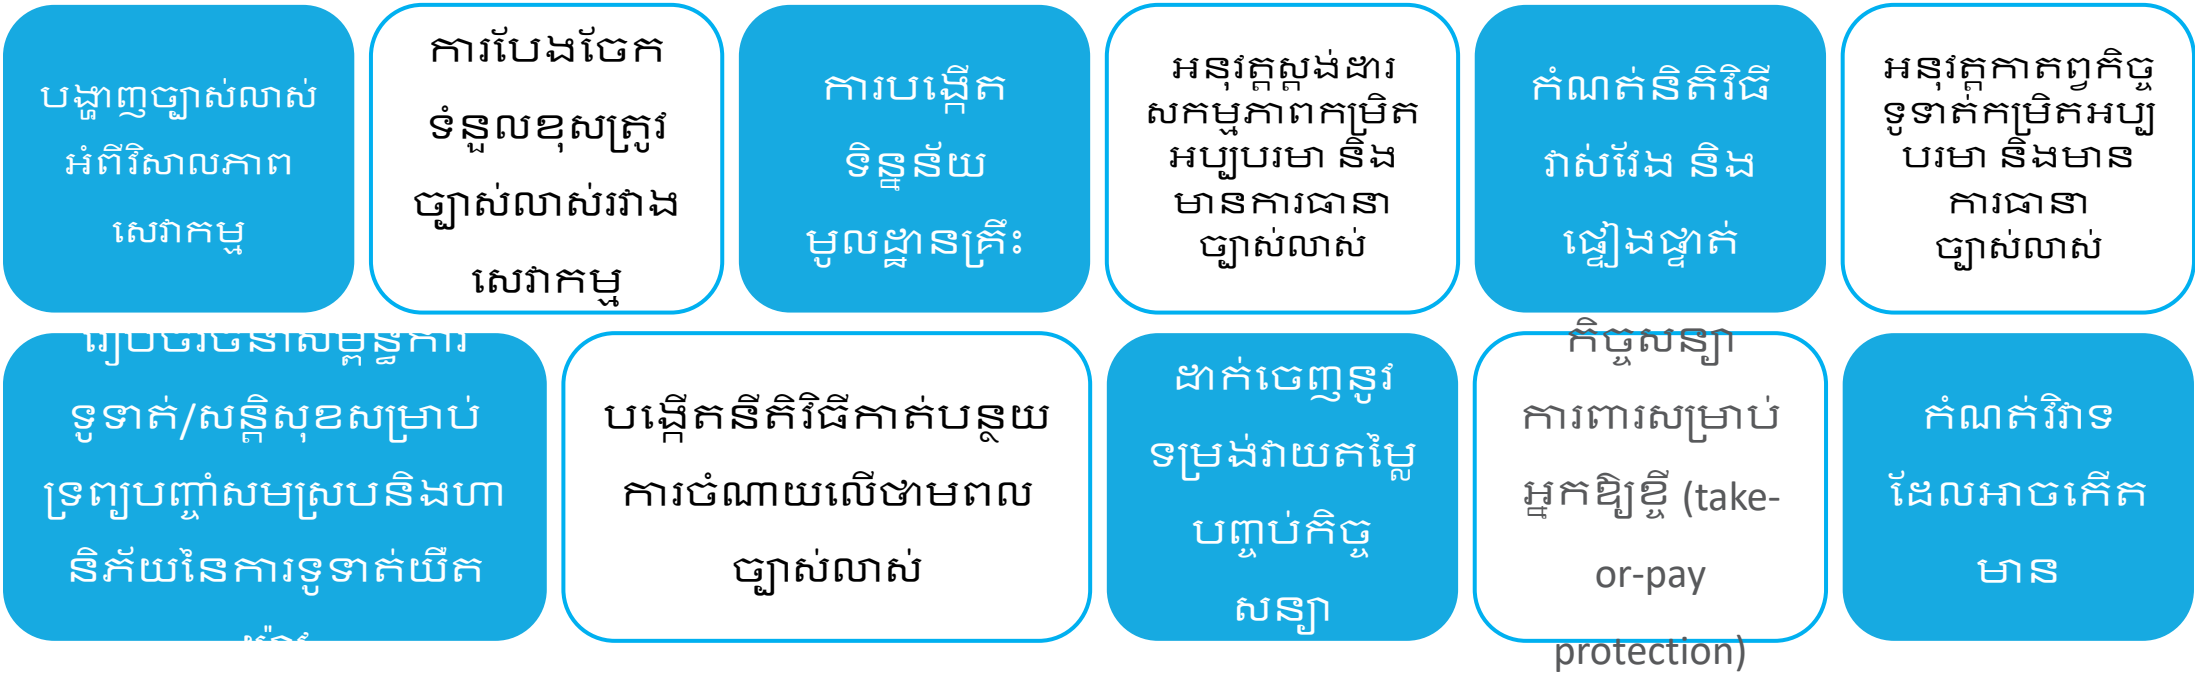 បង្ហាញច្បាស់លាស់
អំពីវិសាលភាព
សេវាកម្ម
ការបែងចែក
ទំនួលខុសត្រូវ
ច្បាស់លាស់រវាង
សេវាកម្ម
ការបង្កើត
ទិន្នន័យ
មូលដ្ឋានគ្រឹះ
អនុវត្តស្តង់ដារ
សកម្មភាពកម្រិត
អប្បបរមា និង
មានការធានា
ច្បាស់លាស់
កំណត់និតិវិធី
វាស់វែង និង
ផ្ទៀងផ្ទាត់
អនុវត្តកាតព្វកិច្ច
ទូទាត់កម្រិតអប្ប
បរមា និងមាន
ការធានា
ច្បាស់លាស់
រៀបចំរចនាសម្ពន្ធ័ការ
ទូទាត់/សន្តិសុខសម្រាប់
ទ្រព្យបញ្ចាំសមស្របនិងហា
និភ័យនៃការទូទាត់យឺត
បង្កើតនីតិវិធីកាត់បន្ថយ
ការចំណាយលើថាមពល
ច្បាស់លាស់
ដាក់ចេញនូវ
ទម្រង់វាយតម្លៃ
បញ្ចប់កិច្ច
សន្យា
កិច្ចសន្យា
ការពារសម្រាប់
អ្នកឱ្យខ្ចី (take-
or-pay
protection)
កំណត់វិវាទ
ដែលអាចកើត
មាន